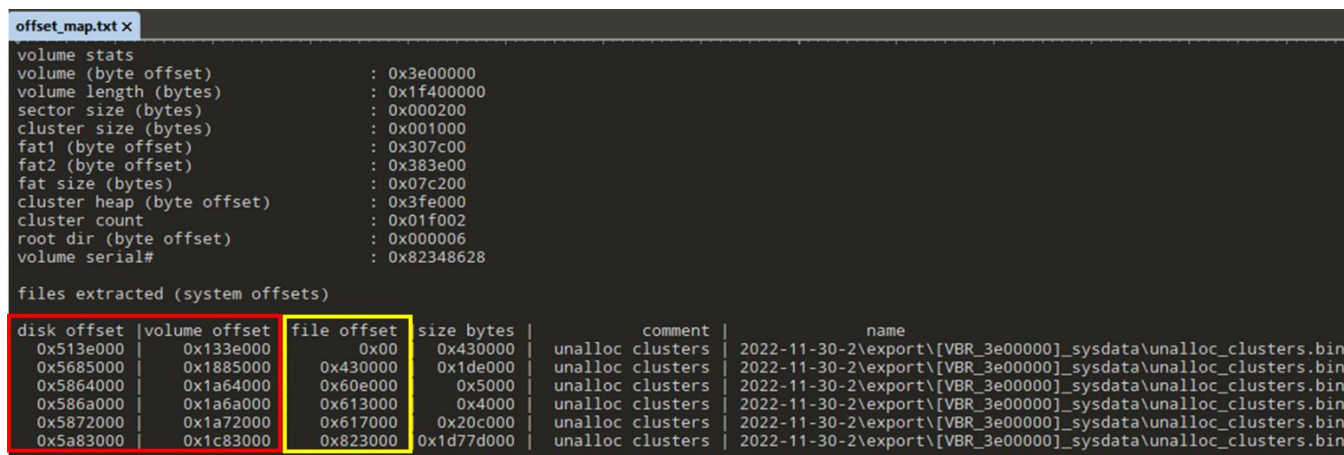 offset_map.txt ×
volume stats
volume (byte offset) : 0x3e00000
volume length (bytes) : 0x1f400000
sector size (bytes) : 0x000200
cluster size (bytes) : 0x001000
fat1 (byte offset) : 0x307c00
fat2 (byte offset) : 0x383e00
fat size (bytes) : 0x07c200
cluster heap (byte offset) : 0x3fe000
cluster count : 0x01f002
root dir (byte offset) : 0x000006
volume serial# : 0x82348628
files extracted (system offsets)
disk offset |volume offset | file offset |size bytes | comment | name
0x513e000 | 0x133e000 0x00 | 0x430000 | unalloc clusters | 2022-11-30-2\export\[VBR_3e00000]_sysdata\unalloc_clusters.bin
0x5685000 | 0x1885000 0x430000 | 0x1de000 | unalloc clusters | 2022-11-30-2\export\[VBR_3e00000]_sysdata\unalloc_clusters.bin
0x5864000 | 0x1a64000 0x60e000 | 0x5000 | unalloc clusters | 2022-11-30-2\export\[VBR_3e00000]_sysdata\unalloc_clusters.bin
0x586a000 | 0x1a6a000 0x613000 | 0x4000 | unalloc clusters | 2022-11-30-2\export\[VBR_3e00000]_sysdata\unalloc_clusters.bin
0x5872000 | 0x1a72000 0x617000 | 0x20c000 | unalloc clusters | 2022-11-30-2\export\[VBR_3e00000]_sysdata\unalloc_clusters.bin
0x5a83000 | 0x1c83000 0x823000 |0x1d77d000 | unalloc clusters | 2022-11-30-2\export\[VBR_3e00000]_sysdata\unalloc_clusters.bin